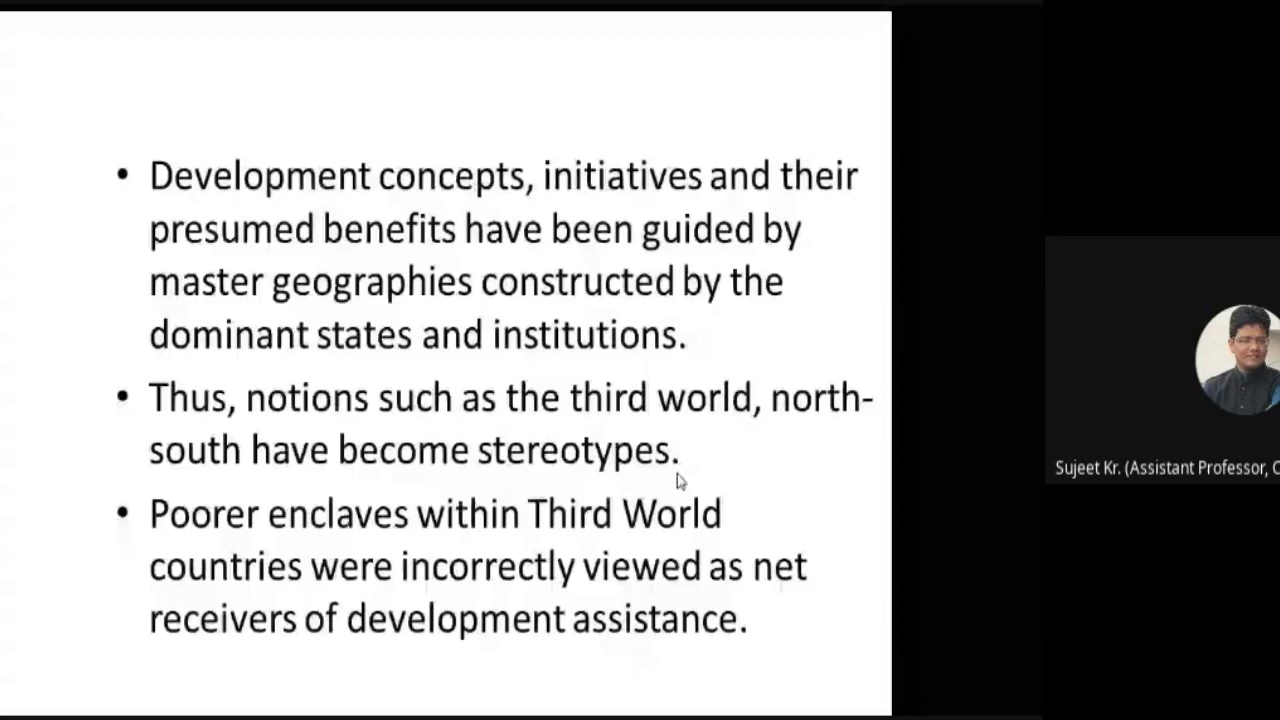 • Development concepts, initiatives and their
presumed benefits have been guided by
master geographies constructed by the
dominant states and institutions.
• Thus, notions such as the third world, north-
south have become stereotypes.
• Poorer enclaves within Third World
countries were incorrectly viewed as net
receivers of development assistance.
Sujeet Kr. (Assistant Professor,